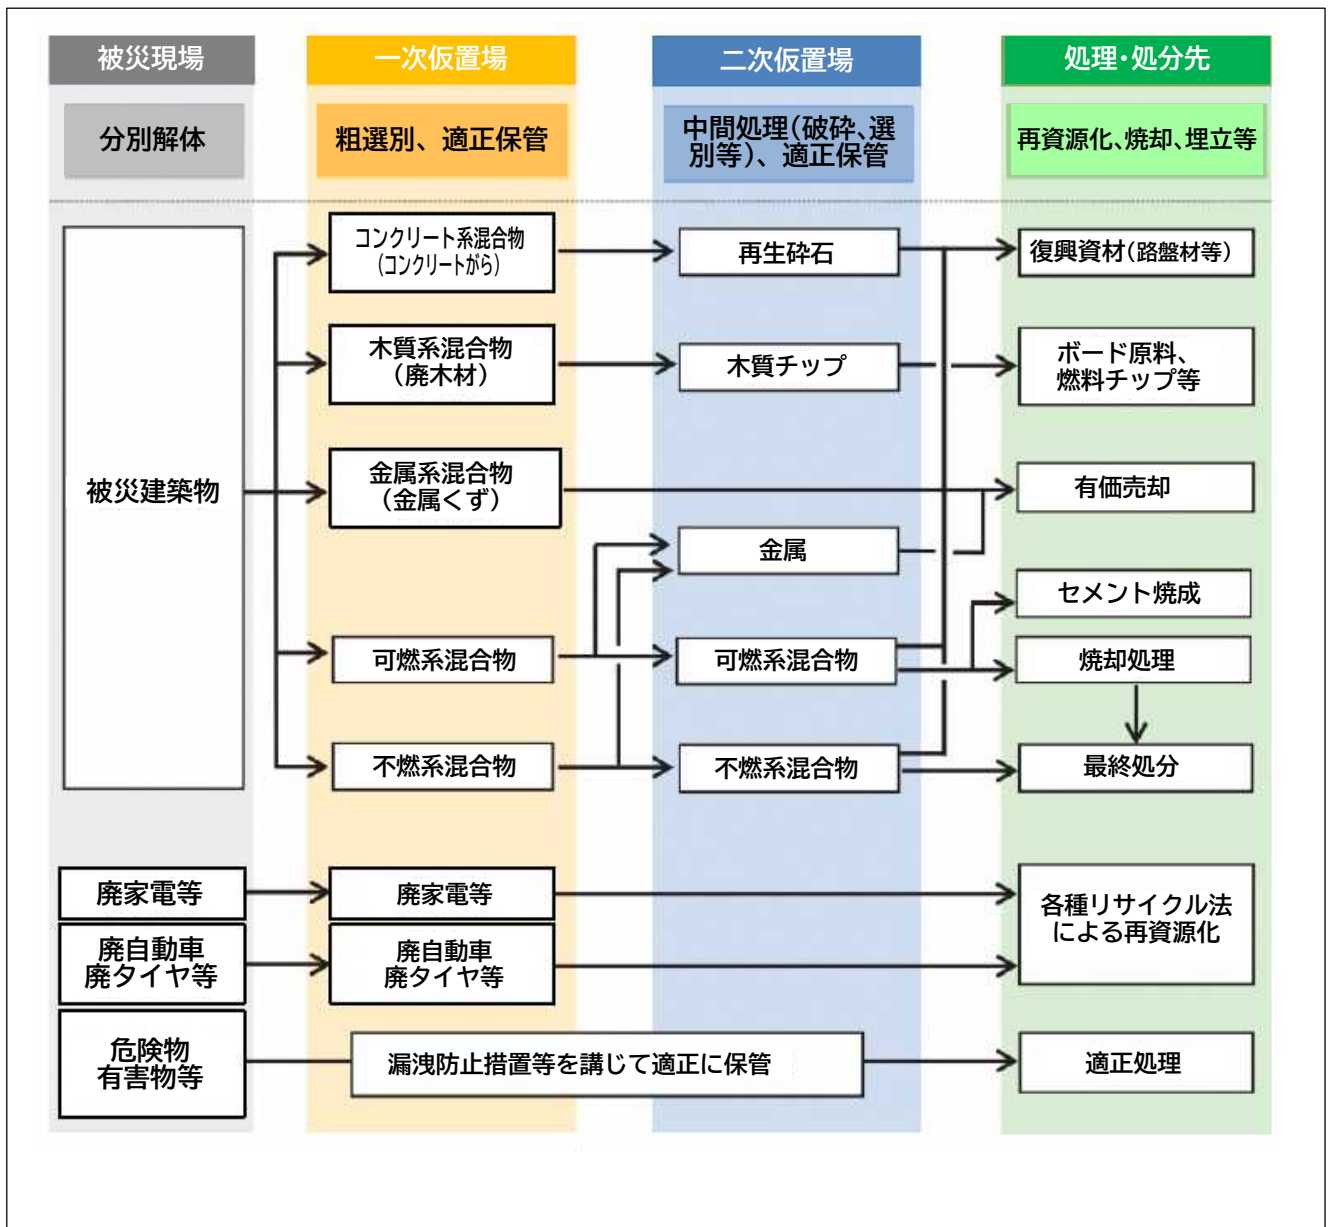 被災現場
一次仮置場
二次仮置場
処理・処分先
分別解体
粗選別、適正保管
中間処理(破砕、選
別等)、適正保管
再資源化、焼却、埋立等
被災建築物
コンクリート系混合物
(コンクリートがら)
再生砕石
復興資材(路盤材等)
木質系混合物
(廃木材)
木質チップ
ボード原料、
燃料チップ等
金属系混合物
(金属くず)
有価売却
金属
セメント焼成
可燃系混合物
可燃系混合物
焼却処理
不燃系混合物
不燃系混合物
最終処分
廃家電等
廃家電等
各種リサイクル法
による再資源化
廃自動車
廃タイヤ等
廃自動車
廃タイヤ等
危険物
有害物等
漏洩防止措置等を講じて適正に保管
適正処理